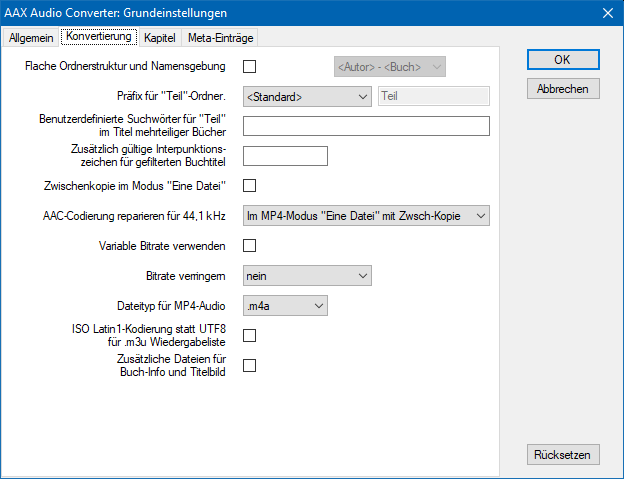 AAX Audio Converter: Grundeinstellungen
Allgemein Konvertierung Kapitel Meta-Einträge
Flache Ordnerstruktur und Namensgebung <Autor> - <Buch>
OK
Präfix für "Teil"-Ordner. <Standard> Teil
Abbrechen
Benutzerdefinierte Suchwörter für "Teil"
im Titel mehrteiliger Bücher
Zusätzlich gültige Interpunktions-
zeichen für gefilterten Buchtitel
Zwischenkopie im Modus "Eine Datei"
AAC-Codierung reparieren für 44,1 kHz Im MP4-Modus "Eine Datei" mit Zwsch-Kopie
Variable Bitrate verwenden
Bitrate verringern nein
Dateityp für MP4-Audio .m4a
ISO Latin1-Kodierung statt UTF8
für .m3u Wiedergabeliste
Zusätzliche Dateien für
Buch-Info und Titelbild
Rücksetzen